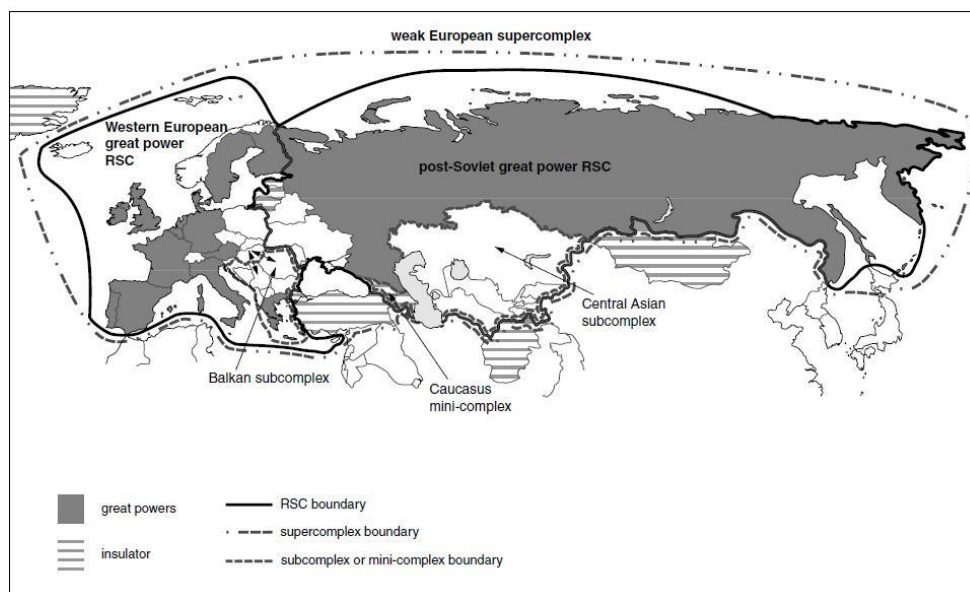 weak European supercomplex
Western European
great power
RSC
post-Soviet great power RSC
Central Asian
subcomplex
Balkan subcomplex
Caucasus
mini-complex
great powers
RSC boundary
supercomplex boundary
insulator
subcomplex or mini-complex boundary